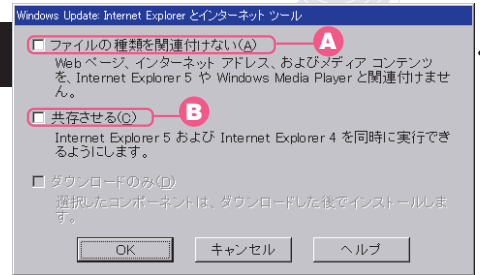 Windows Update: Internet Explorer とインターネット ツール
ファイルの種類を関連付けない(A)
A
Web ページ、インターネット アドレス、およびメディア コンテンツ
を、Internet Explorer 5 や Windows Media Player と関連付けませ
ん。
共存させる(C)
B
Internet Explorer 5 および Internet Explorer 4 を同時に実行でき
るようにします。
ダウンロードのみ(D)
選択したコンポーネントは、ダウンロードした後でインストールしま
す。
OK
キャンセル
ヘルプ